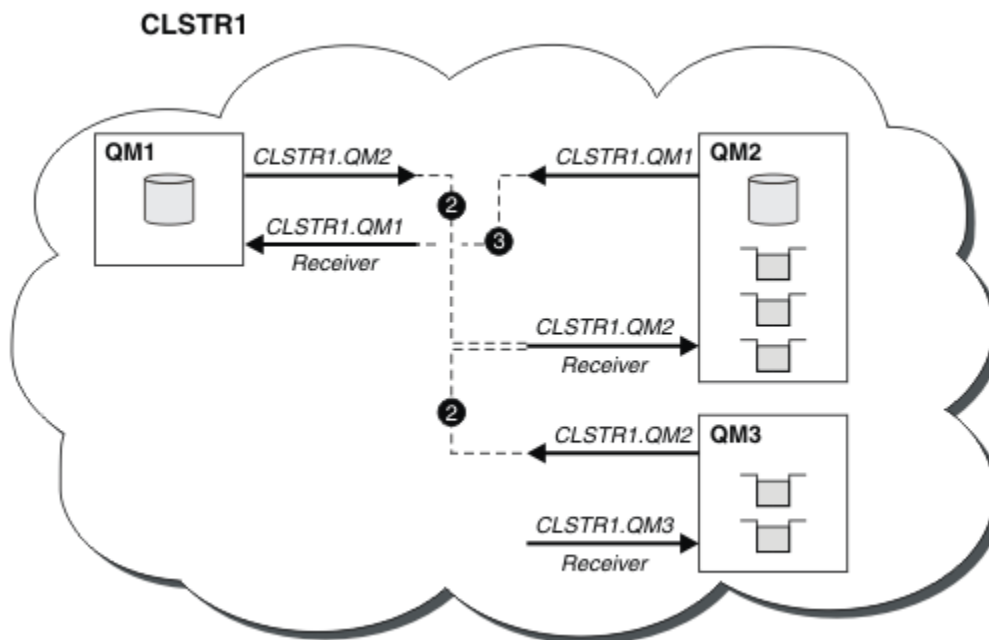 CLSTR1
QM1
CLSTR1.QM2
CLSTR1.QM1
QM2
2
CLSTR1.QM1
3
Receiver
CLSTR1.QM2
Receiver
2
CLSTR1.QM2
QM3
CLSTR1.QM3
Receiver